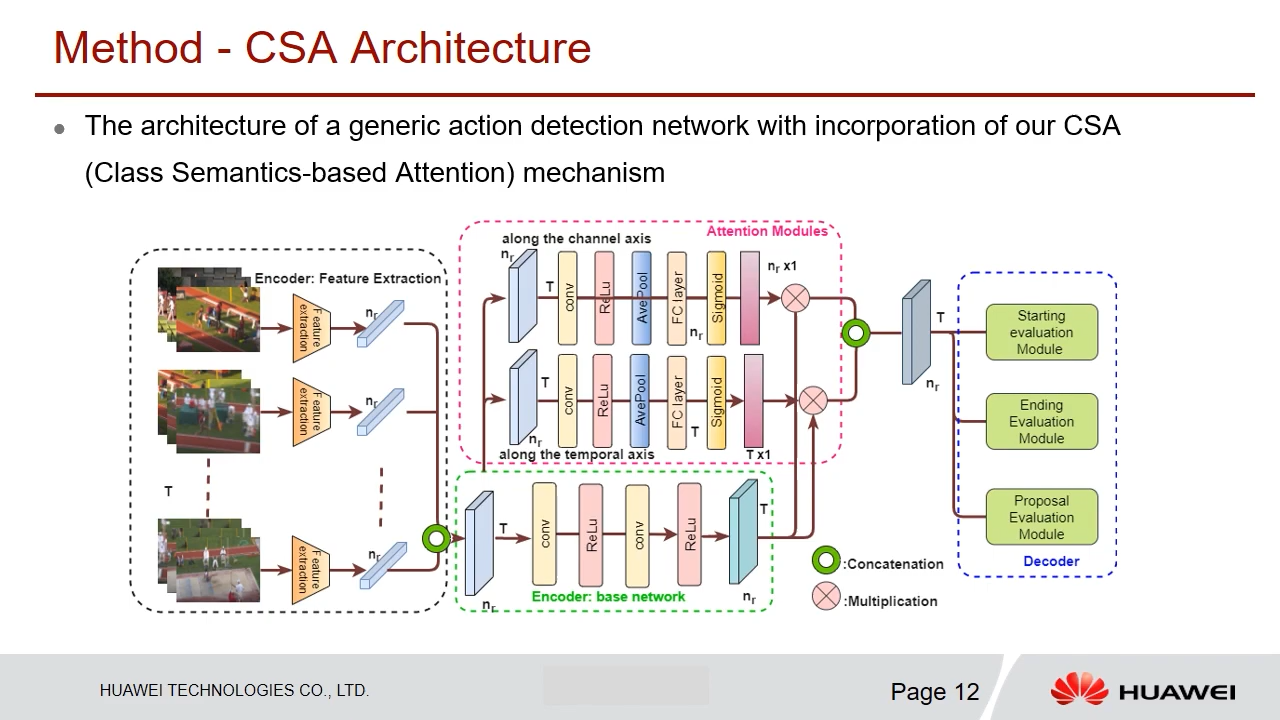 Method - CSA Architecture
The architecture of a generic action detection network with incorporation of our CSA
(Class Semantics-based Attention) mechanism
Encoder: Feature Extraction
Feature extraction
nr
Feature extraction
nr
T
Feature extraction
nr
Attention Modules
along the channel axis
nr
T
conv
ReLu
AvePool
FC layer
nr
Sigmoid
nr x1
T
nr
conv
ReLu
AvePool
FC layer
T
Sigmoid
T x1
along the temporal axis
T
nr
conv
ReLu
conv
ReLu
T
nr
Encoder: base network
T
nr
Starting
evaluation
Module
Ending
Evaluation
Module
Proposal
Evaluation
Module
Decoder
:Concatenation
:Multiplication
HUAWEI TECHNOLOGIES CO., LTD.
Page 12
HUAWEI